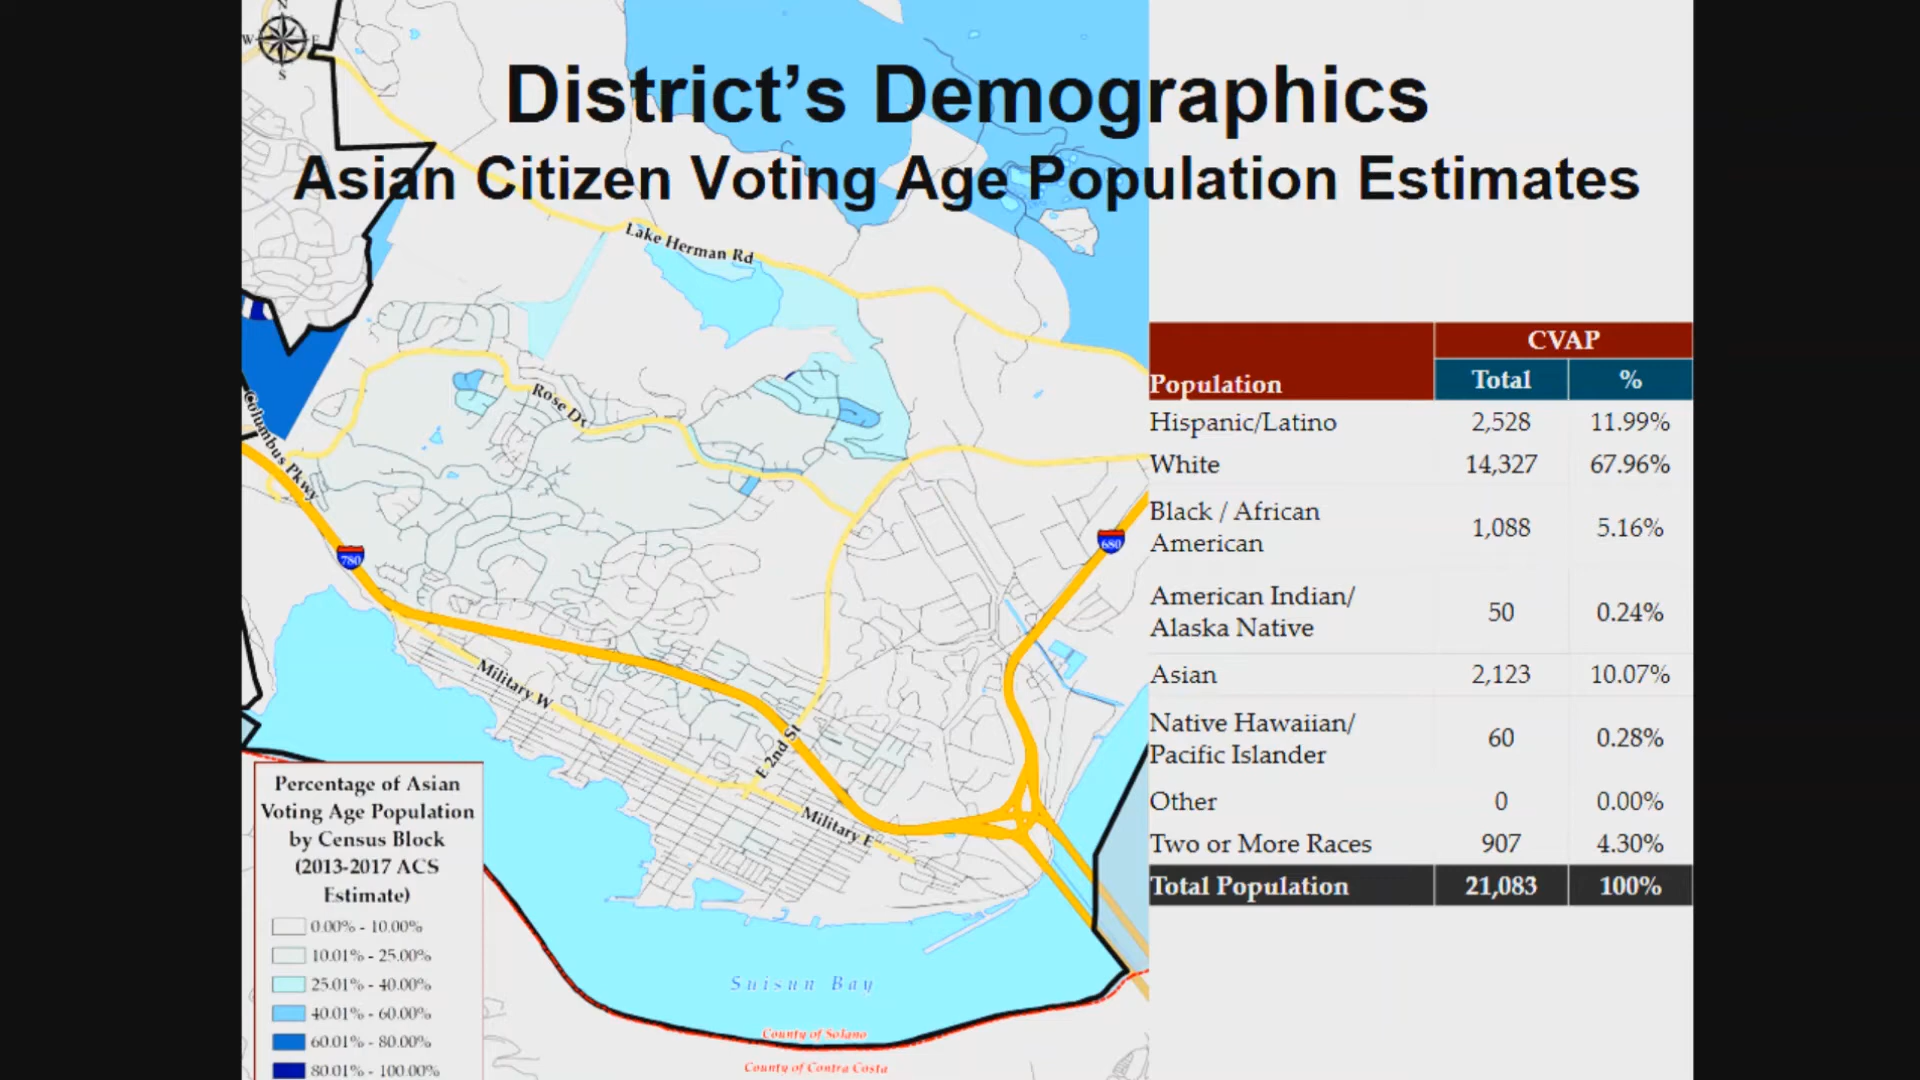 N
W E
S
District's Demographics
Asian Citizen Voting Age Population Estimates
Lake Herman Rd
Rose Dr
Columbus Pkwy
780
680
Military W
E 2nd St
Military E
Suisun Bay
County of Solano
County of Contra Costa
Percentage of Asian
Voting Age Population
by Census Block
(2013-2017 ACS
Estimate)
0.00% - 10.00%
10.01% - 25.00%
25.01% - 40.00%
40.01% - 60.00%
60.01% - 80.00%
80.01% - 100.00%
Population CVAP
Total %
Hispanic/Latino 2,528 11.99%
White 14,327 67.96%
Black / African
American 1,088 5.16%
American Indian/
Alaska Native 50 0.24%
Asian 2,123 10.07%
Native Hawaiian/
Pacific Islander 60 0.28%
Other 0 0.00%
Two or More Races 907 4.30%
Total Population 21,083 100%